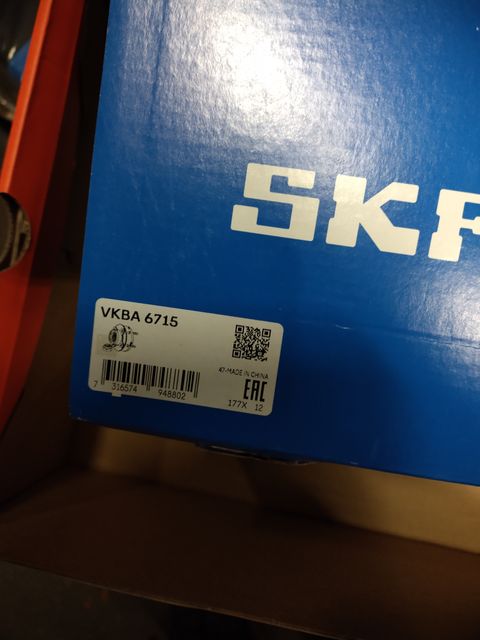 SKF
VKBA 6715
47-MADE IN CHINA
7 316574 948802
EAC
177X 12